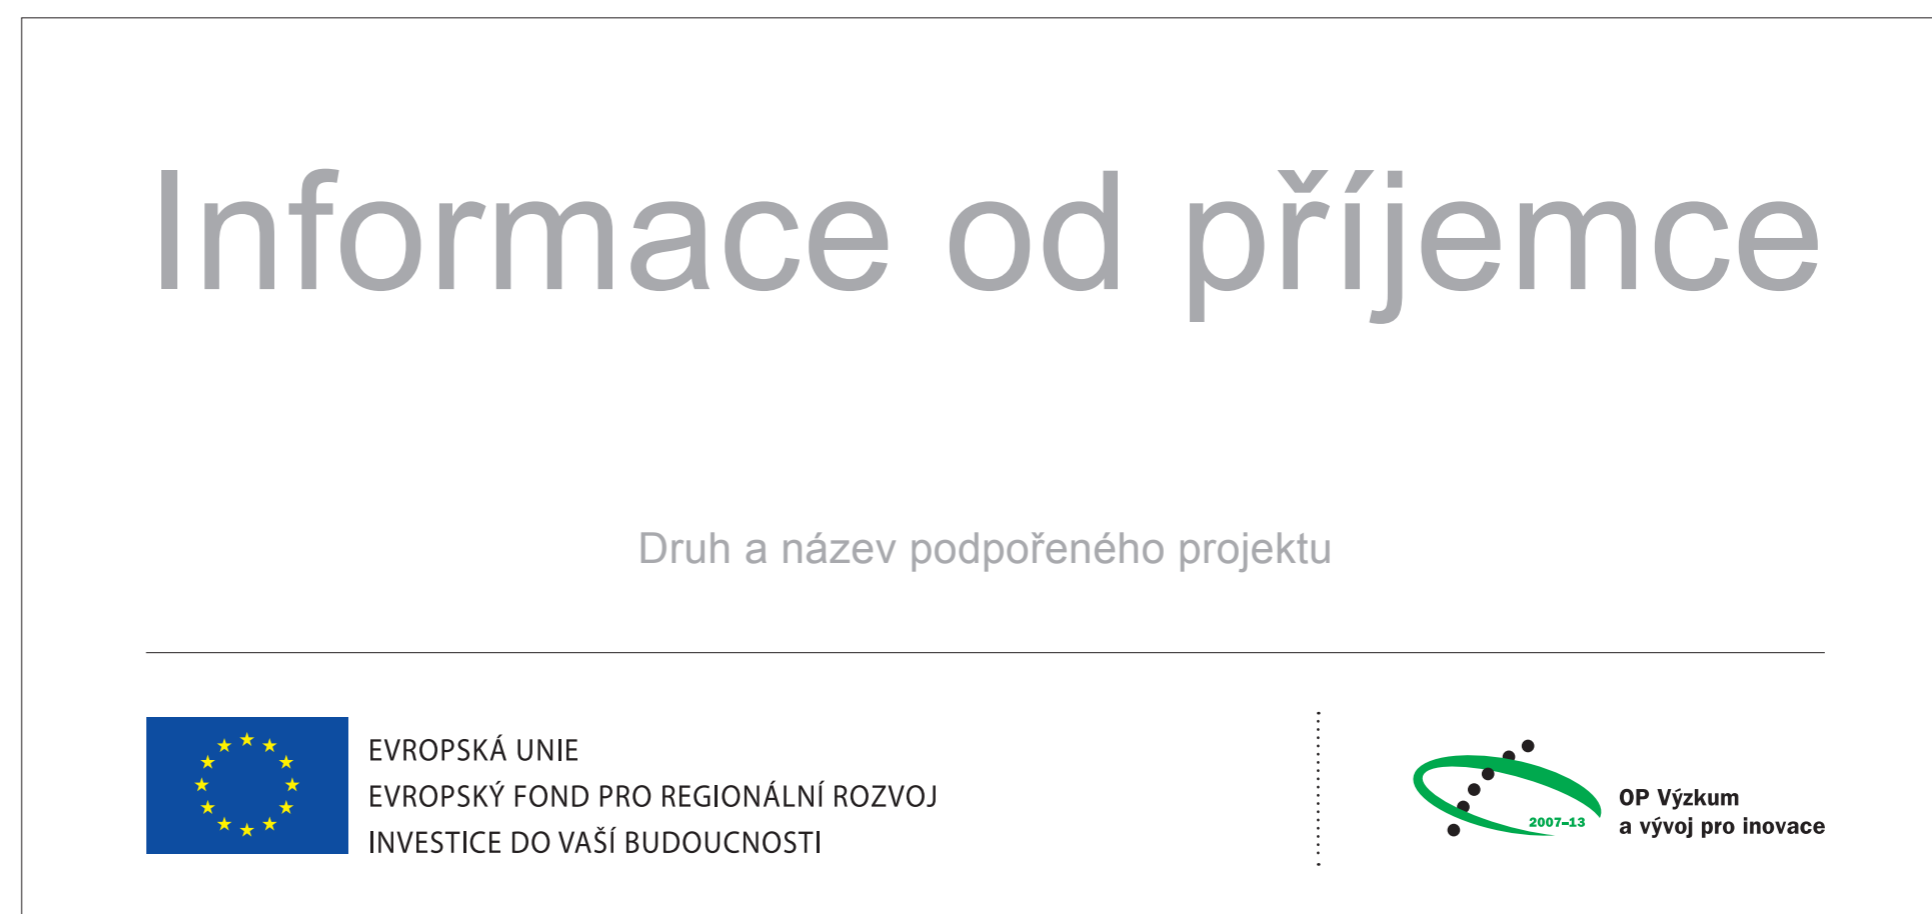 Informace od příjemce
Druh a název podpořeného projektu
EVROPSKÁ UNIE
EVROPSKÝ FOND PRO REGIONÁLNÍ ROZVOJ
INVESTICE DO VAŠÍ BUDOUCNOSTI
2007–13
OP Výzkum
a vývoj pro inovace